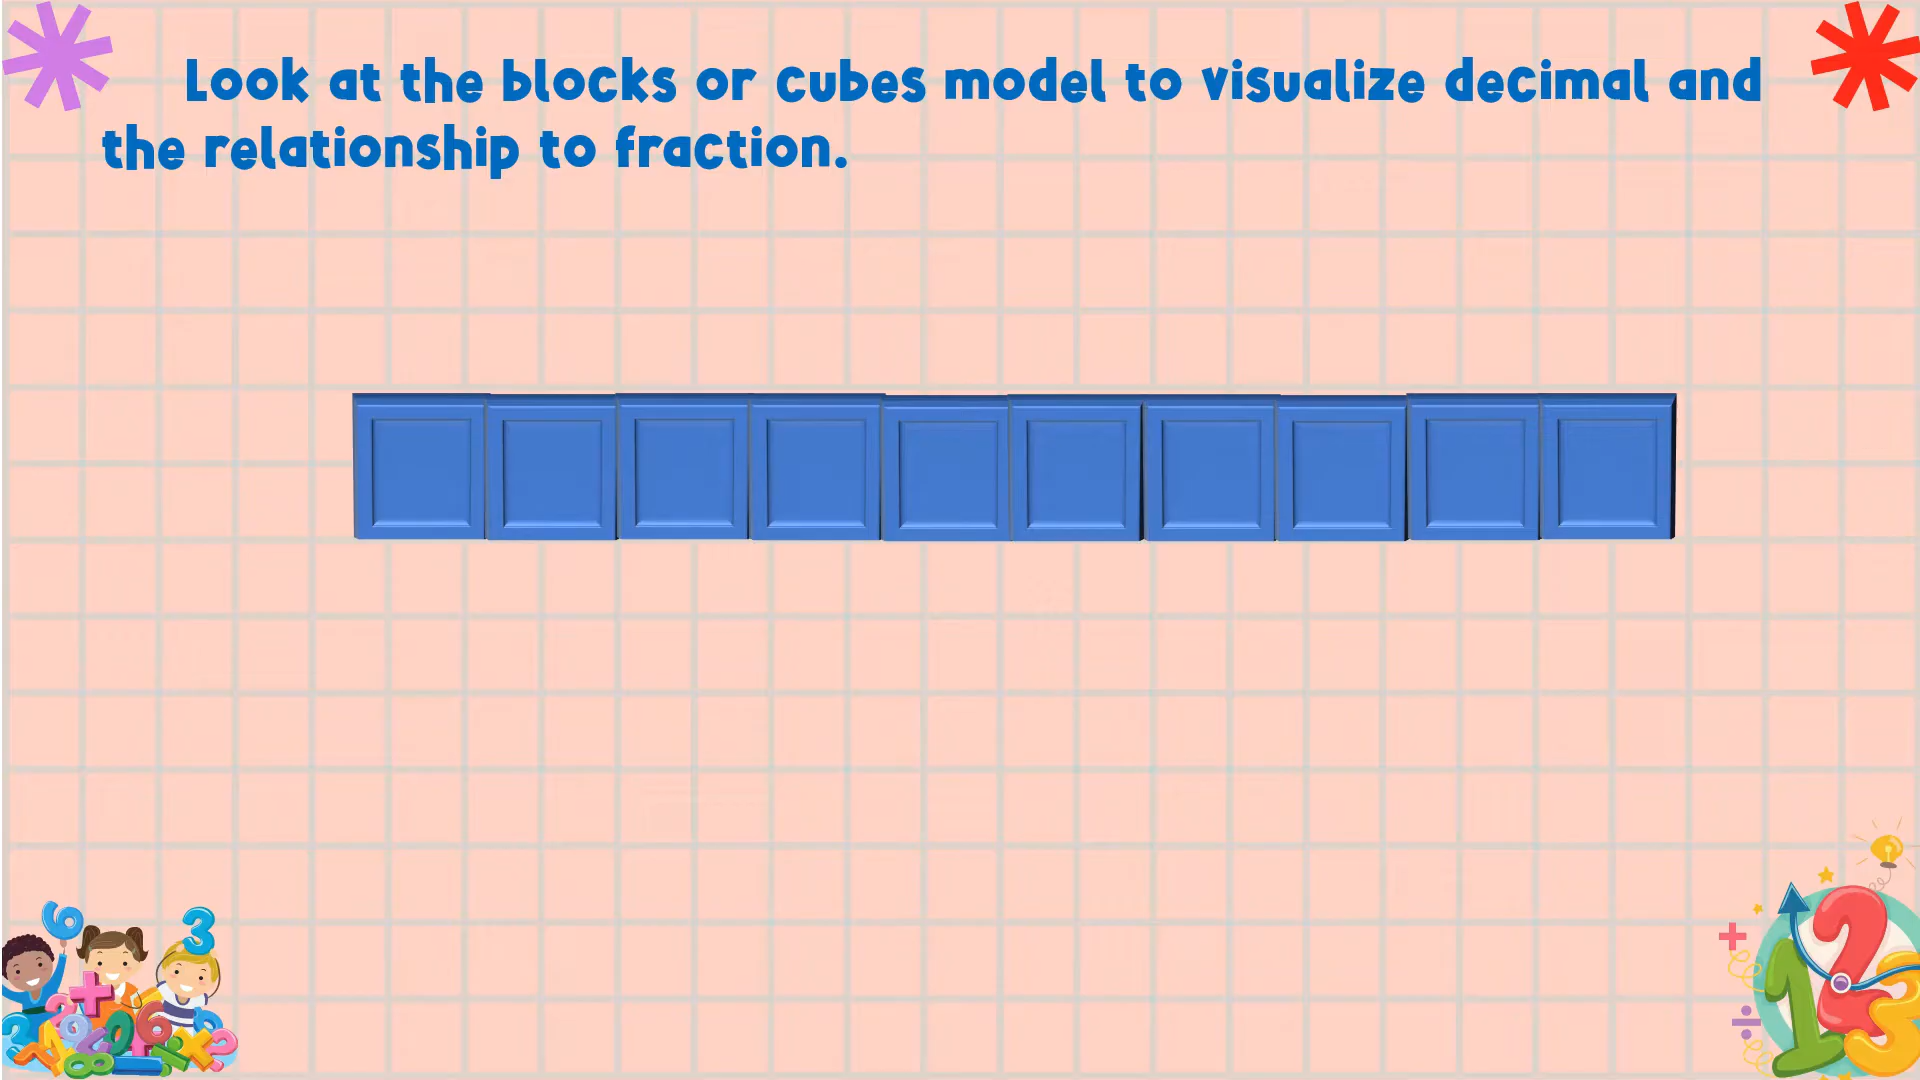 Look at the blocks or cubes model to visualize decimal and
the relationship to fraction.